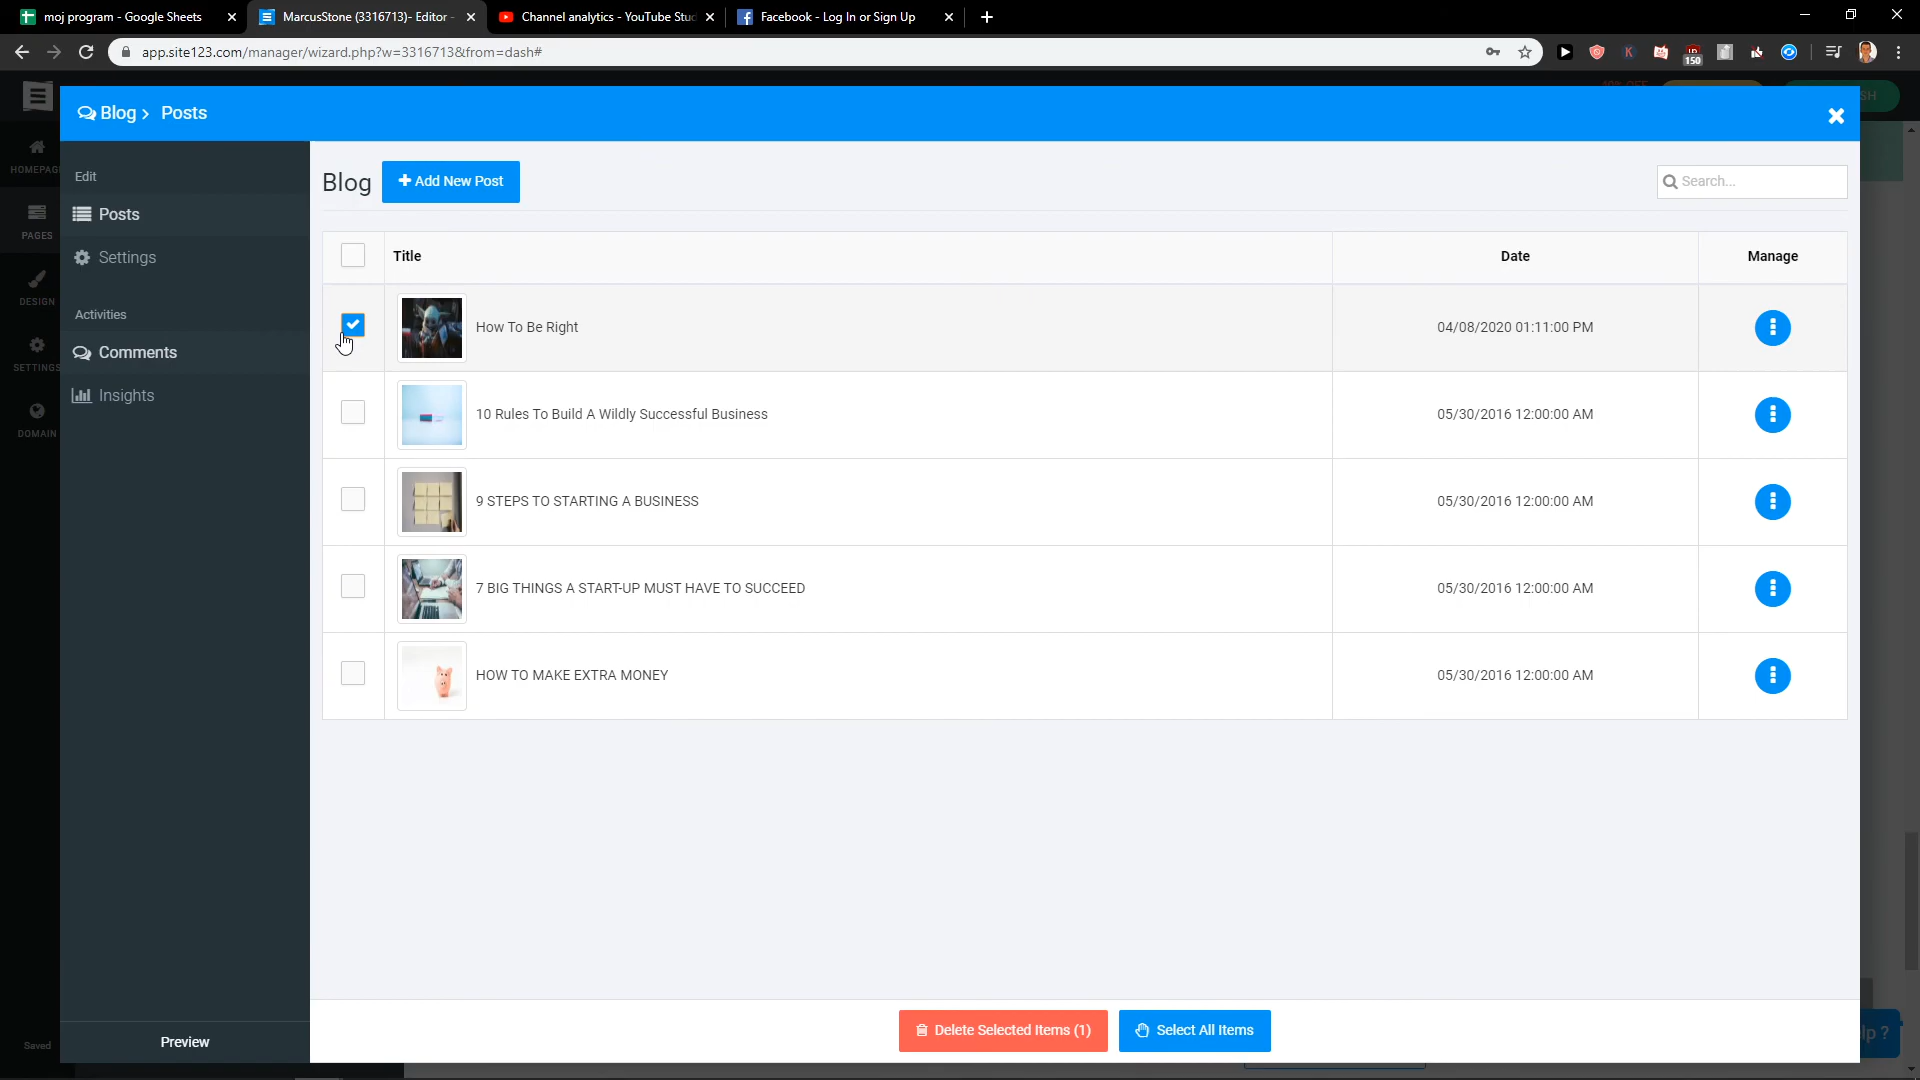 moj program - Google Sheets
MarcusStone (3316713)- Editor -
Channel analytics - YouTube Stud
Facebook - Log In or Sign Up
app.site123.com/manager/wizard.php?w=3316713&from=dash#
150
Blog > Posts
HOMEPAG
PAGES
DESIGN
SETTINGS
DOMAIN
Saved
Edit
Posts
Settings
Activities
Comments
Insights
Preview
Blog
+ Add New Post
Search...
Title
Date
Manage
How To Be Right
04/08/2020 01:11:00 PM
10 Rules To Build A Wildly Successful Business
05/30/2016 12:00:00 AM
9 STEPS TO STARTING A BUSINESS
05/30/2016 12:00:00 AM
7 BIG THINGS A START-UP MUST HAVE TO SUCCEED
05/30/2016 12:00:00 AM
HOW TO MAKE EXTRA MONEY
05/30/2016 12:00:00 AM
Delete Selected Items (1)
Select All Items
lp ?